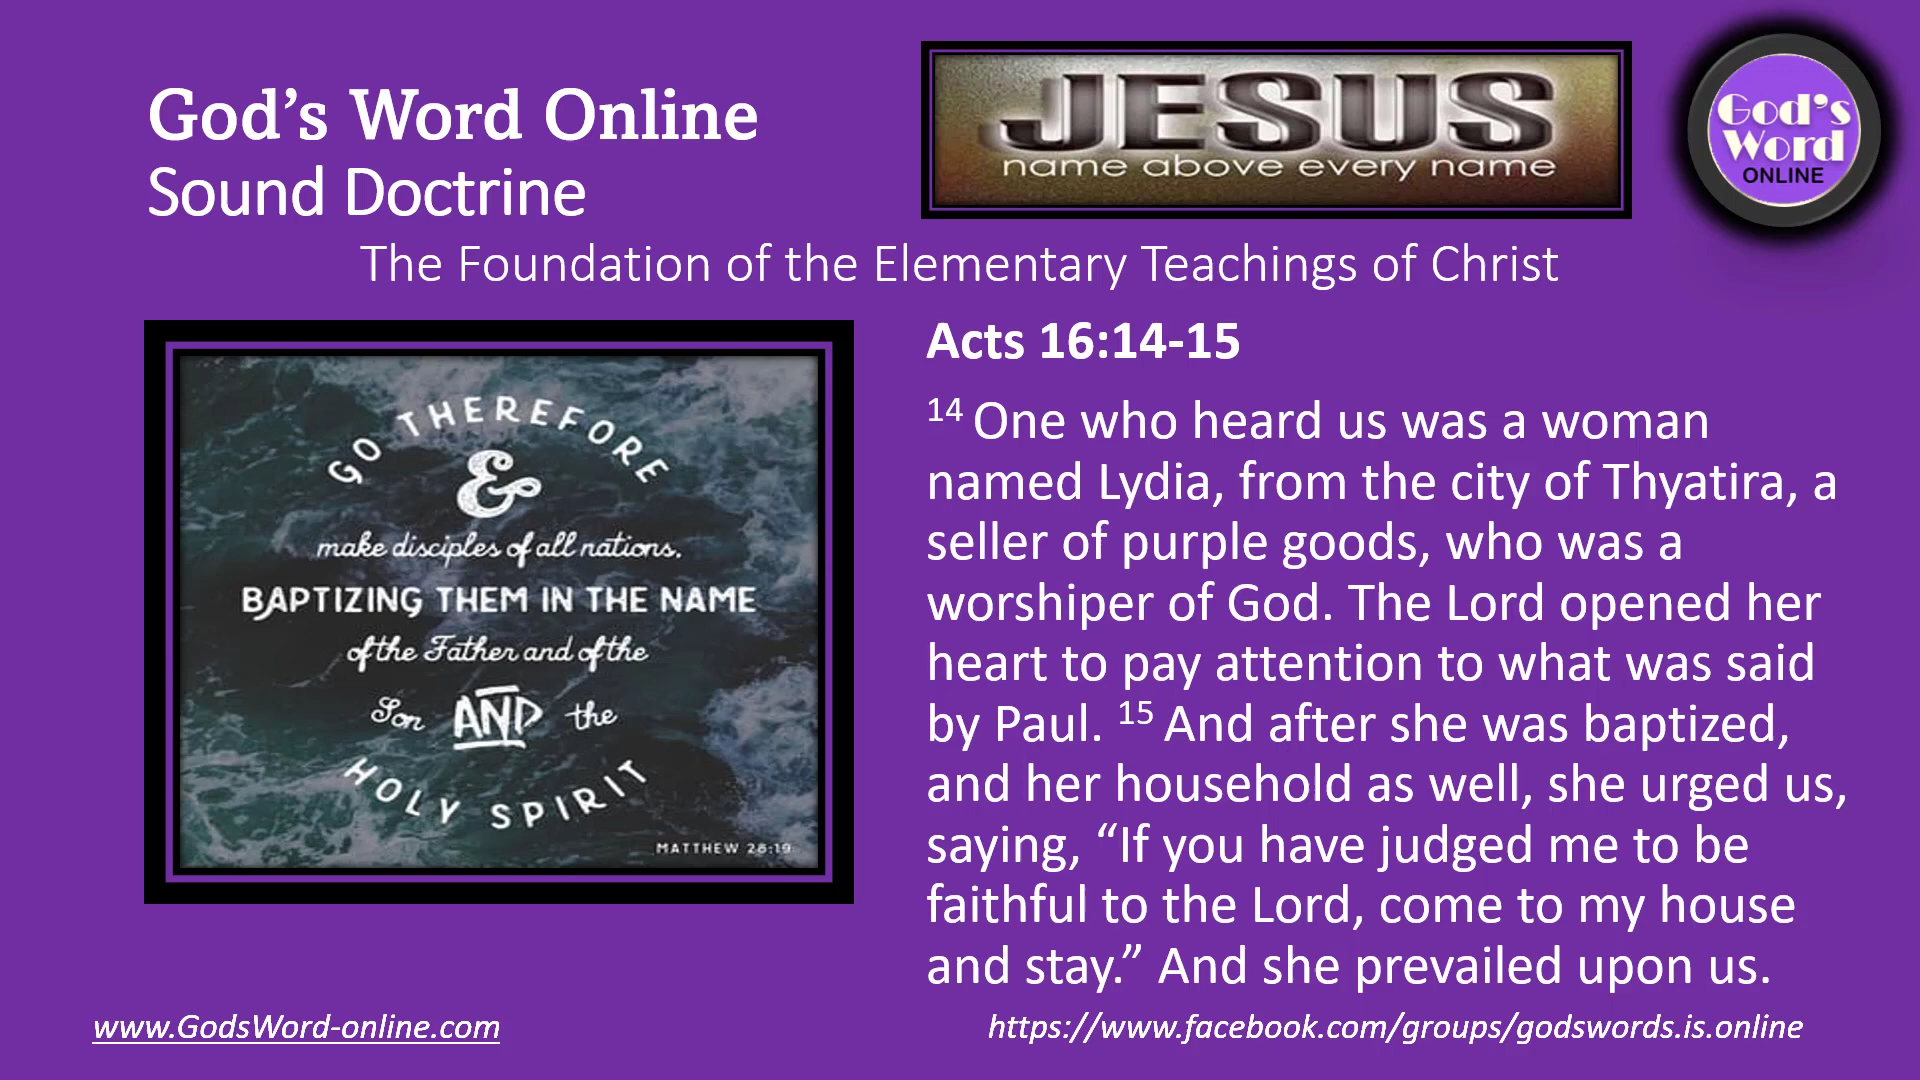 God’s Word Online
Sound Doctrine
JESUS
name above every name
God’s
Word
ONLINE
The Foundation of the Elementary Teachings of Christ
GO THEREFORE
&
make disciples of all nations,
BAPTIZING THEM IN THE NAME
of the Father and of the
Son AND the
HOLY SPIRIT
MATTHEW 28:19
Acts 16:14-15
14 One who heard us was a woman
named Lydia, from the city of Thyatira, a
seller of purple goods, who was a
worshiper of God. The Lord opened her
heart to pay attention to what was said
by Paul. 15 And after she was baptized,
and her household as well, she urged us,
saying, “If you have judged me to be
faithful to the Lord, come to my house
and stay.” And she prevailed upon us.
www.GodsWord-online.com
https://www.facebook.com/groups/godswords.is.online